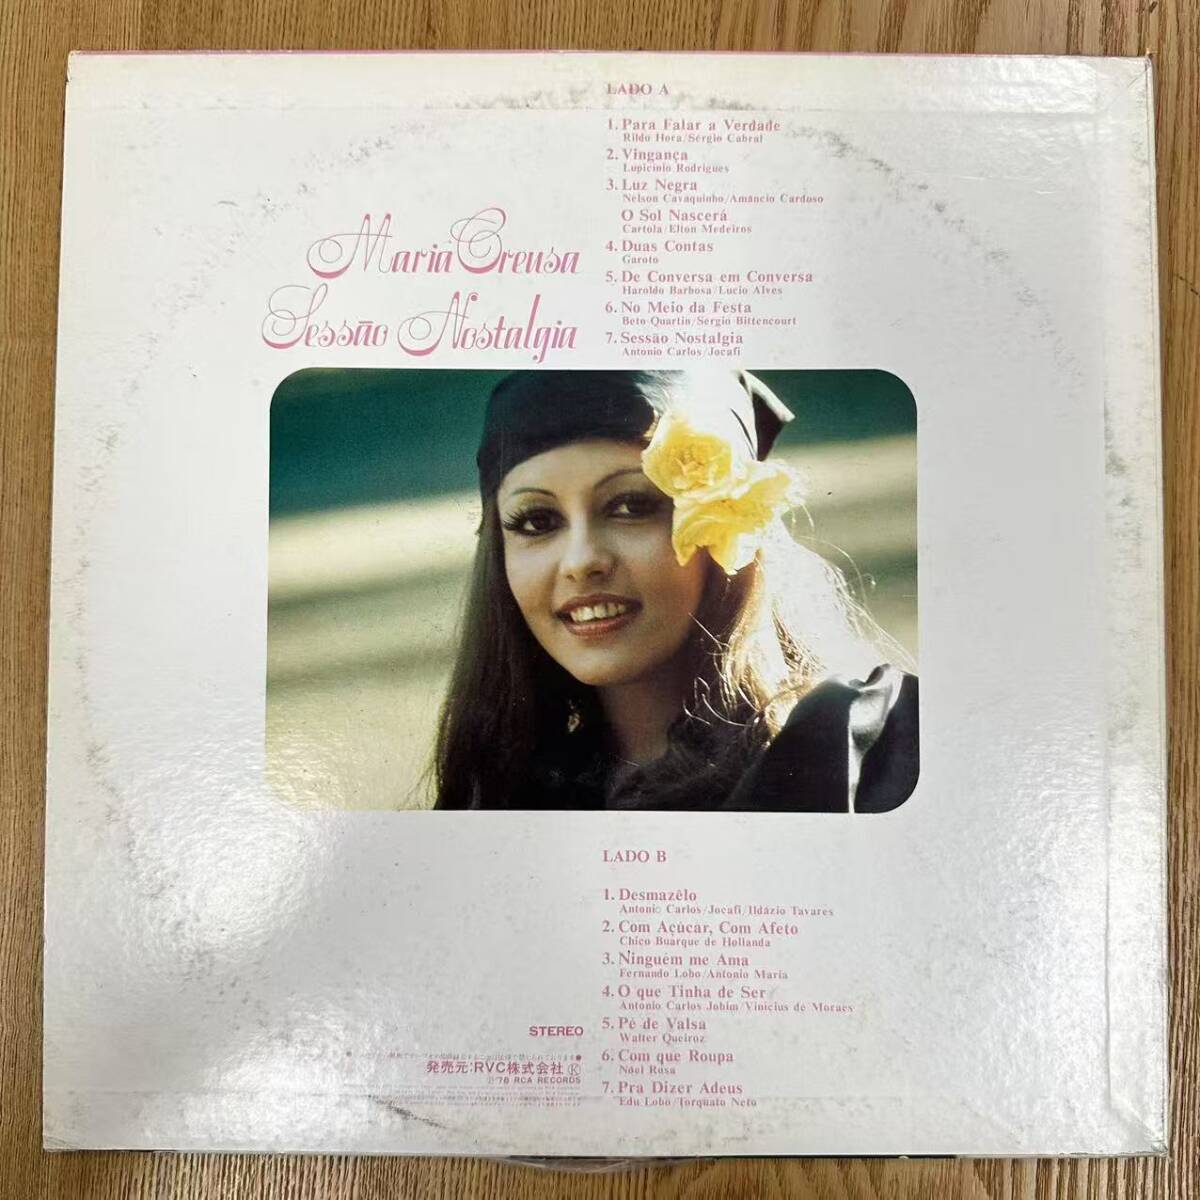 LADO A
1. Para Falar a Verdade
Rildo Hora/Sérgio Cabral
2. Vingança
Lupicinio Rodrigues
3. Luz Negra
Nelson Cavaquinho/Amâncio Cardoso
O Sol Nascerá
Cartola/Elton Medeiros
4. Duas Contas
Garoto
5. De Conversa em Conversa
Haroldo Barbosa/Lucio Alves
6. No Meio da Festa
Beto Quartin/Sergio Bittencourt
7. Sessão Nostalgia
Antonio Carlos/Jocafi
Maria Creusa
Sessão Nostalgia
LADO B
1. Desmazêlo
Antonio Carlos/Jocafi/Ildázio Tavares
2. Com Açúcar, Com Afeto
Chico Buarque de Hollanda
3. Ninguém me Ama
Fernando Lobo/Antonio Maria
4. O que Tinha de Ser
Antonio Carlos Jobim/Vinicius de Moraes
5. Pé de Valsa
Walter Queiroz
6. Com que Roupa
Nöel Rosa
7. Pra Dizer Adeus
Edu Lobo/Torquato Neto
STEREO
発売元:RVC株式会社 Ⓚ
℗'78 RCA RECORDS